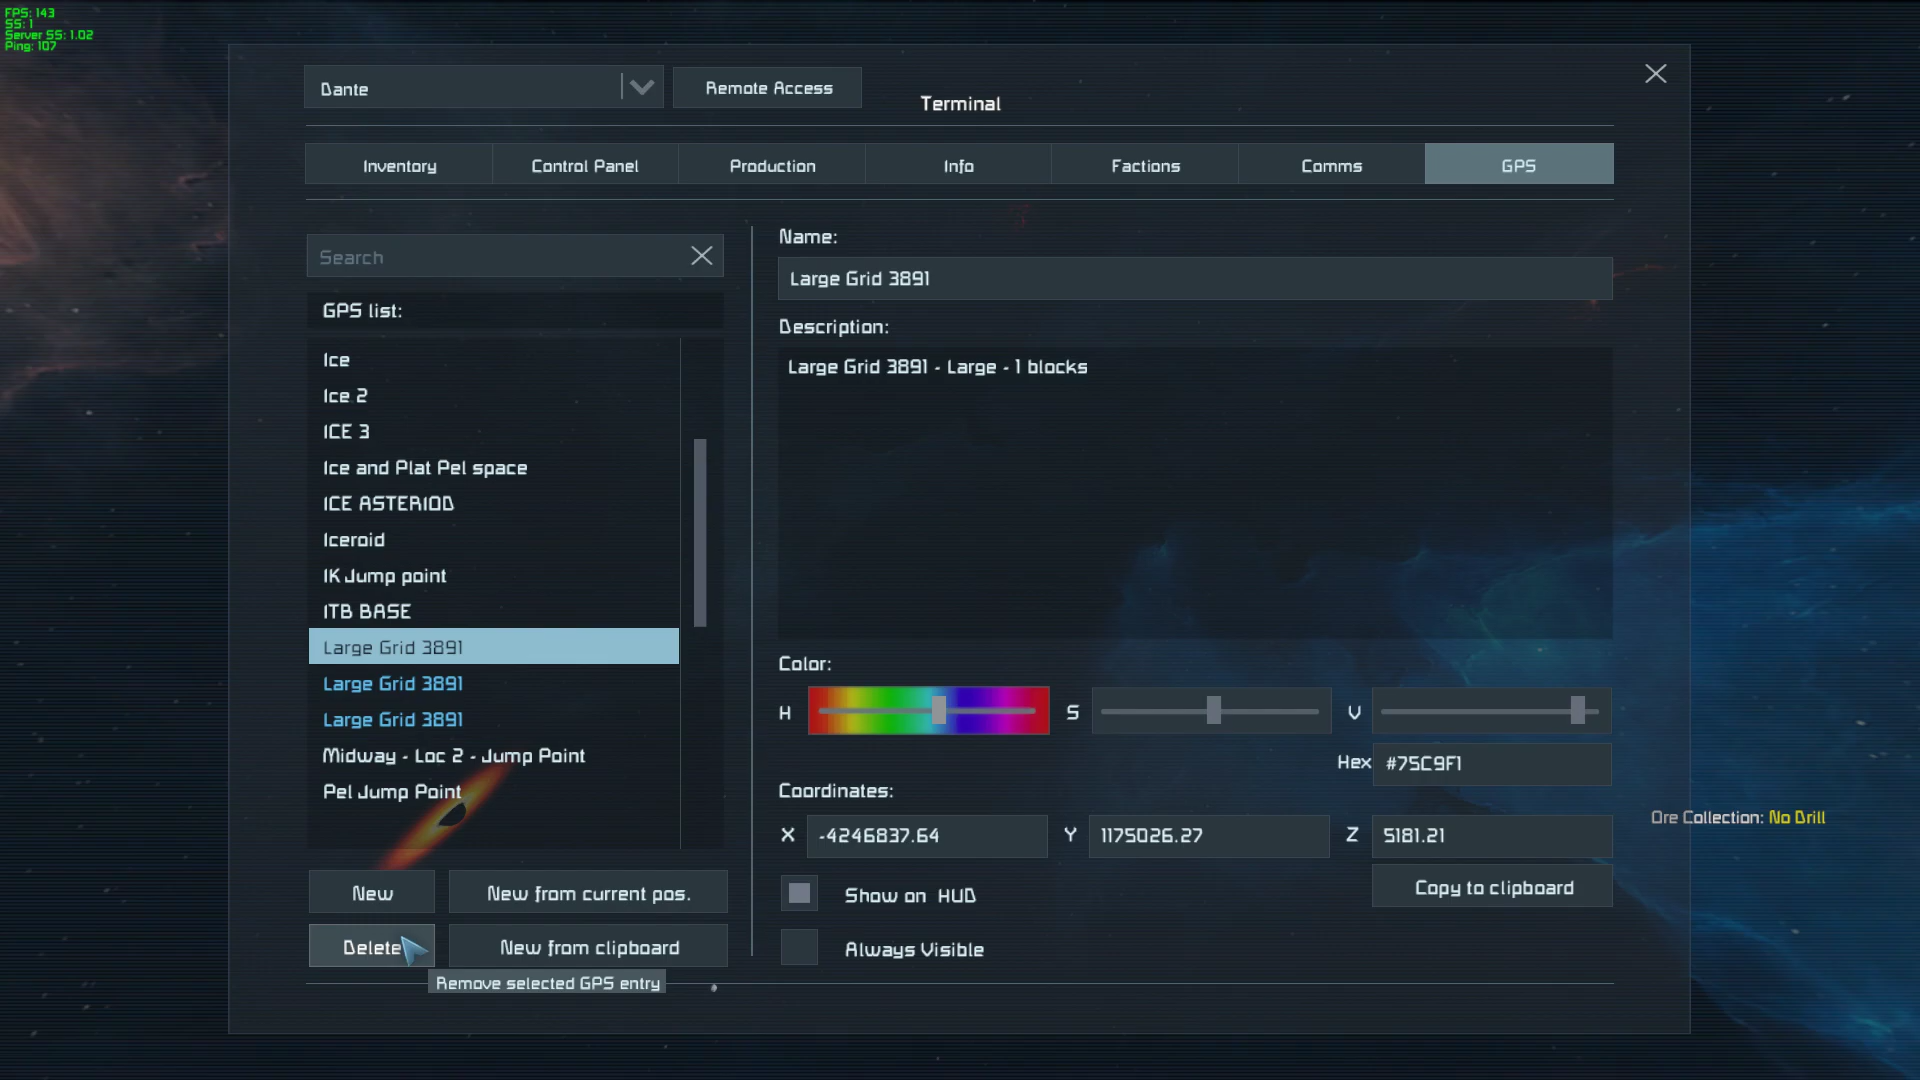 FPS: 143
SS: 1
Server SS: 1.02
Ping: 107
Dante
Remote Access
Terminal
Inventory
Control Panel
Production
Info
Factions
Comms
GPS
Search
GPS list:
Ice
Ice 2
ICE 3
Ice and Plat Pel space
ICE ASTERIOD
Iceroid
IK Jump point
ITB BASE
Large Grid 3891
Large Grid 3891
Large Grid 3891
Midway - Loc 2 - Jump Point
Pel Jump Point
New
New from current pos.
Delete
New from clipboard
Remove selected GPS entry
Name:
Large Grid 3891
Description:
Large Grid 3891 - Large - 1 blocks
Color:
H
S
V
Hex #75C9F1
Coordinates:
X -4246837.64
Y 1175026.27
Z 5181.21
Show on HUD
Copy to clipboard
Always Visible
Ore Collection: No Drill